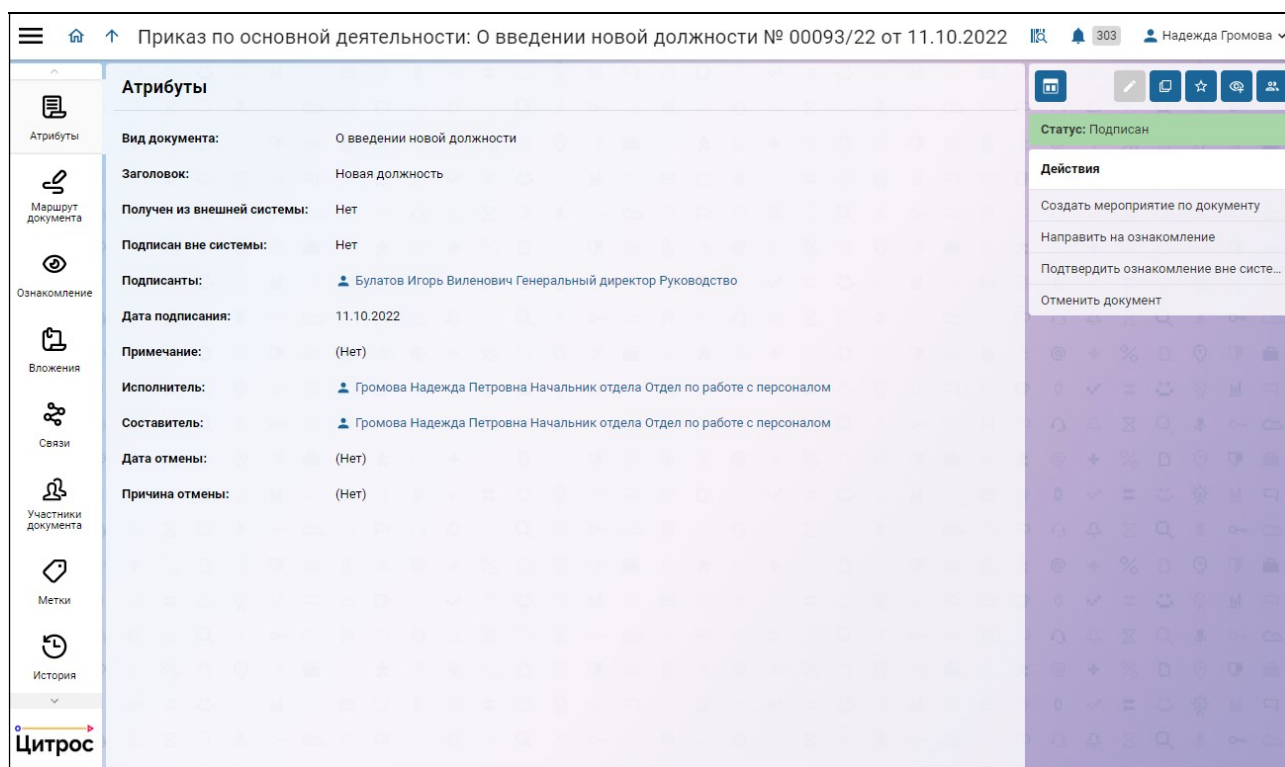 Приказ по основной деятельности: О введении новой должности № 00093/22 от 11.10.2022
303
Надежда Громова
Атрибуты
Маршрут
документа
Ознакомление
Вложения
Связи
Участники
документа
Метки
История
Цитрос
Атрибуты
Вид документа: О введении новой должности
Заголовок: Новая должность
Получен из внешней системы: Нет
Подписан вне системы: Нет
Подписанты: Булатов Игорь Виленович Генеральный директор Руководство
Дата подписания: 11.10.2022
Примечание: (Нет)
Исполнитель: Громова Надежда Петровна Начальник отдела Отдел по работе с персоналом
Составитель: Громова Надежда Петровна Начальник отдела Отдел по работе с персоналом
Дата отмены: (Нет)
Причина отмены: (Нет)
Статус: Подписан
Действия
Создать мероприятие по документу
Направить на ознакомление
Подтвердить ознакомление вне систе...
Отменить документ